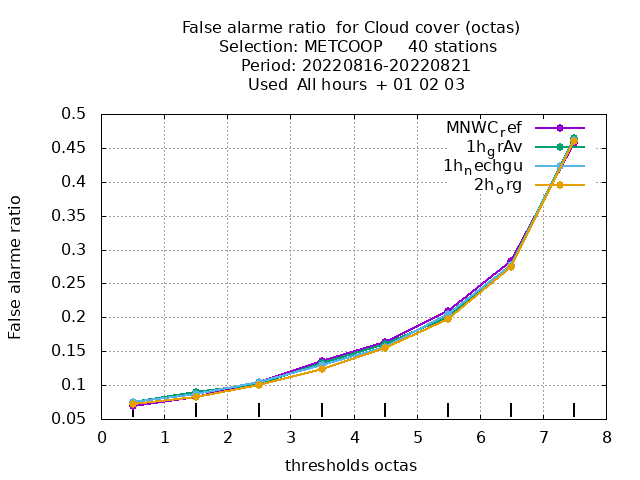 False alarme ratio  for Cloud cover (octas)
Selection: METCOOP     40 stations
Period: 20220816-20220821
Used  All hours  + 01 02 03
0.5
0.45
0.4
0.35
0.3
0.25
0.2
0.15
0.1
0.05
False alarme ratio
MNWC_ref
1h_grAv
1h_nechgu
2h_org
0 1 2 3 4 5 6 7 8
thresholds octas